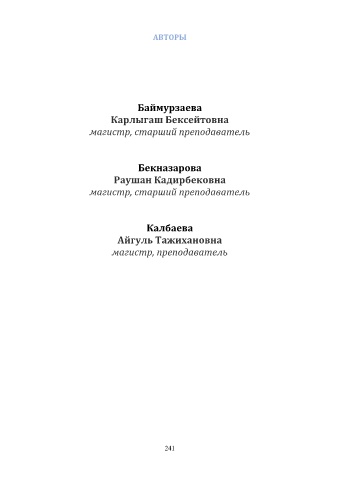 АВТОРЫ
Баймурзаева
Карлыгаш Бексейтовна
магистр, старший преподаватель
Бекназарова
Раушан Кадирбековна
магистр, старший преподаватель
Калбаева
Айгуль Тажихановна
магистр, преподаватель
241